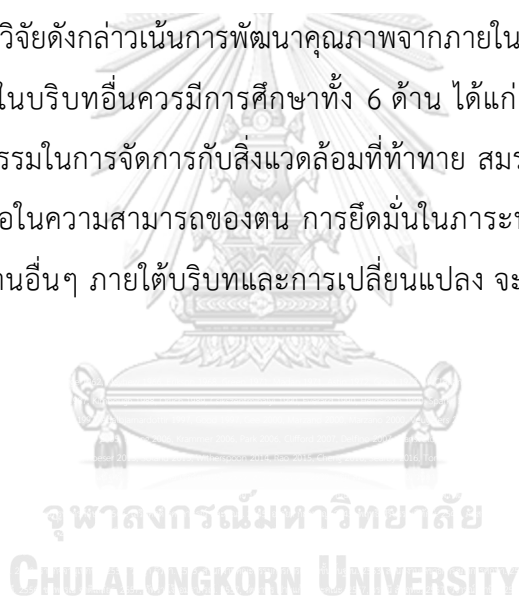 วิจัยดังกล่าวเน้นการพัฒนาคุณภาพจากภายใน
ในบริบทอื่นควรมีการศึกษาทั้ง 6 ด้าน ได้แก่
รรมในการจัดการกับสิ่งแวดล้อมที่ท้าทาย สมร
อในความสามารถของตน การยึดมั่นในภาระห
านอื่นๆ ภายใต้บริบทและการเปลี่ยนแปลง จะ
จุฬาลงกรณ์มหาวิทยาลัย
CHULALONGKORN UNIVERSITY